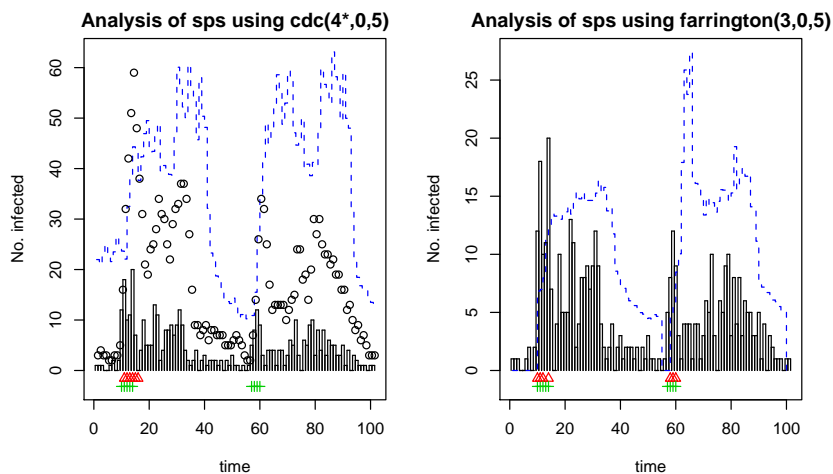 Analysis of sps using cdc(4*,0,5)
No. infected
60
50
40
30
20
10
0
0 20 40 60 80 100
time
Analysis of sps using farrington(3,0,5)
No. infected
25
20
15
10
5
0
0 20 40 60 80 100
time